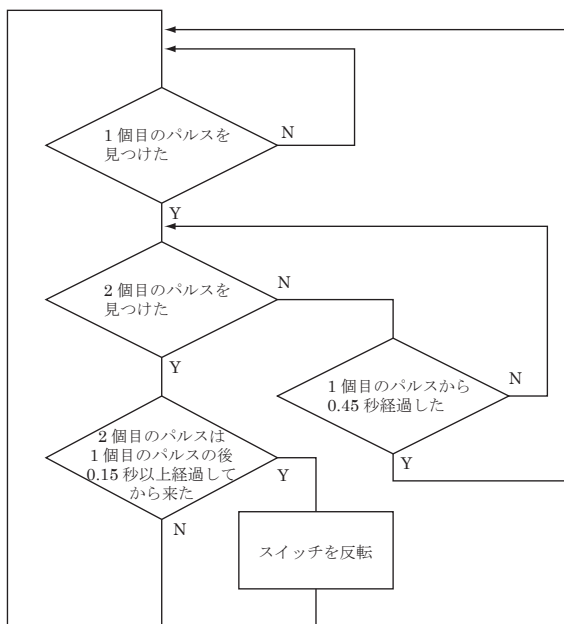 1 個目のパルスを
見つけた
N
Y
2 個目のパルスを
見つけた
N
Y
1 個目のパルスから
0.45 秒経過した
N
Y
2 個目のパルスは
1 個目のパルスの後
0.15 秒以上経過して
から来た
Y
N
スイッチを反転